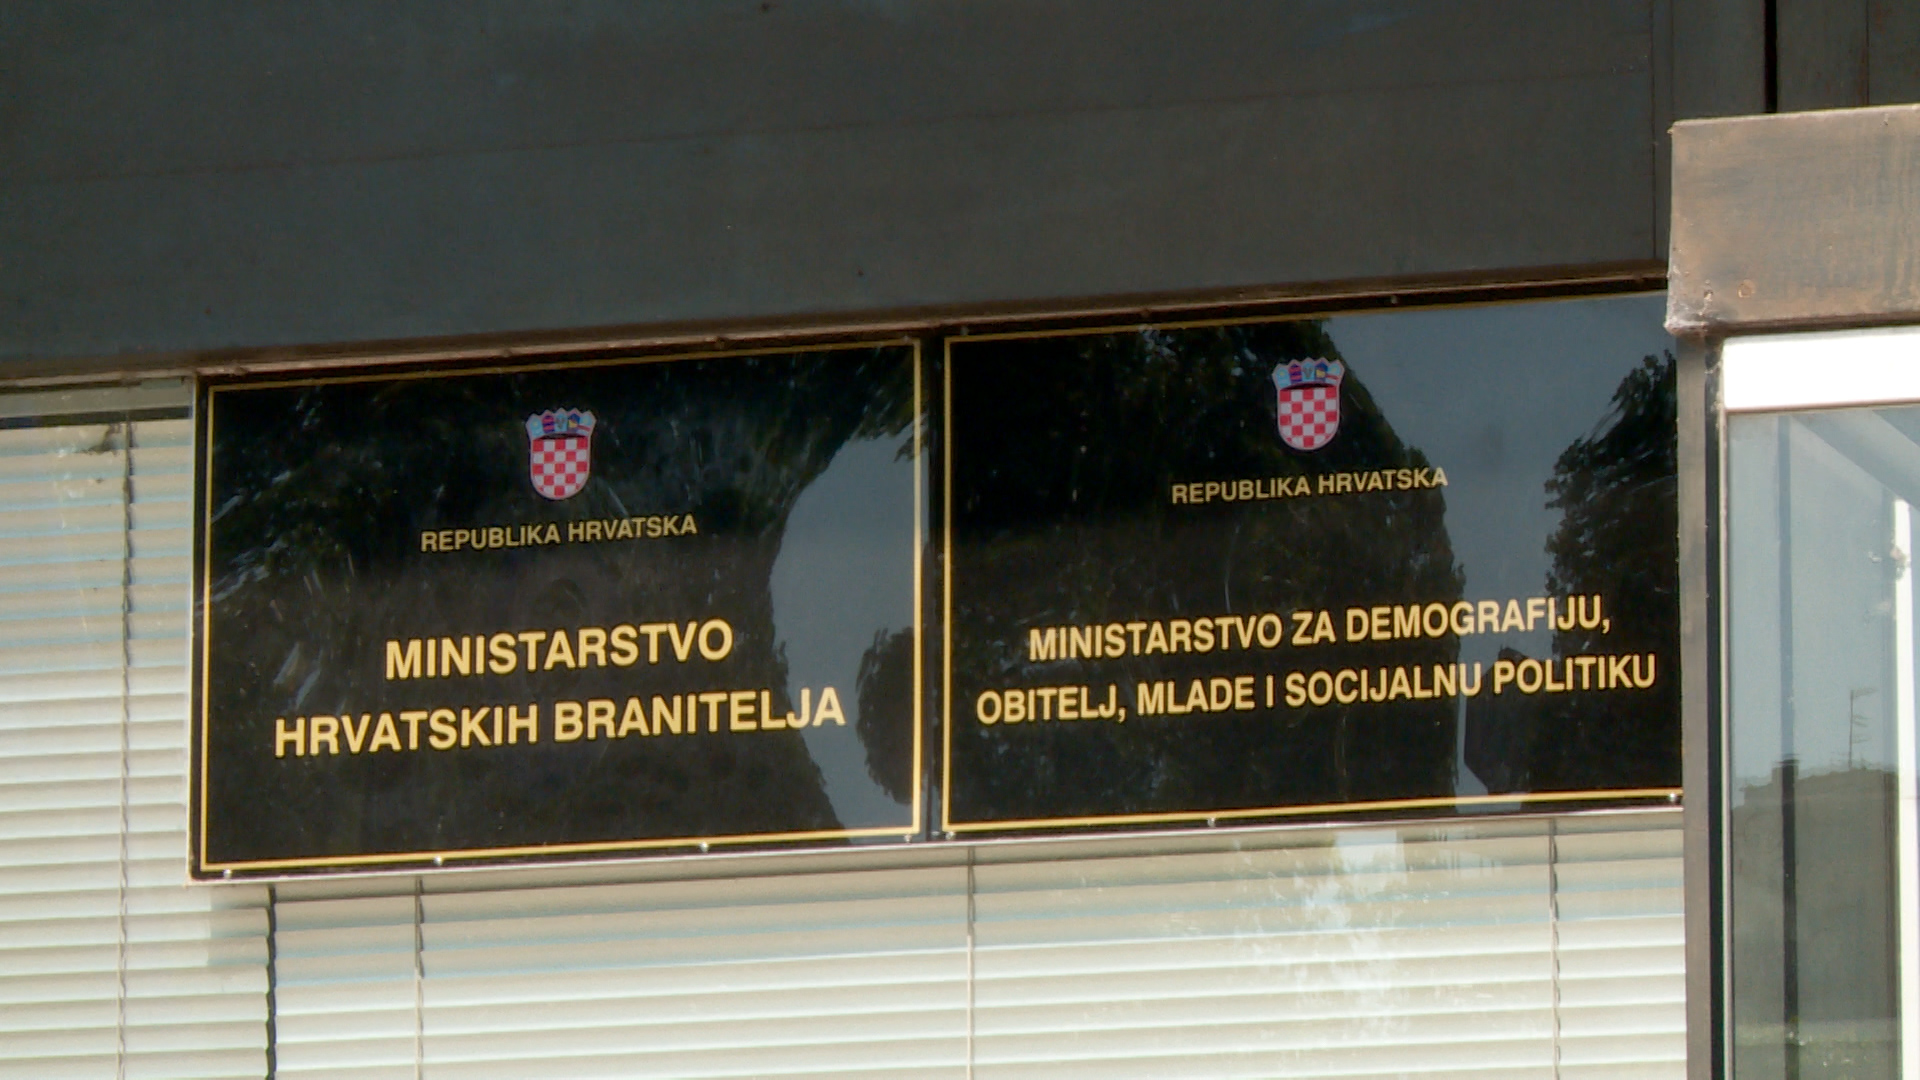 REPUBLIKA HRVATSKA
MINISTARSTVO
HRVATSKIH BRANITELJA
REPUBLIKA HRVATSKA
MINISTARSTVO ZA DEMOGRAFIJU,
OBITELJ, MLADE I SOCIJALNU POLITIKU